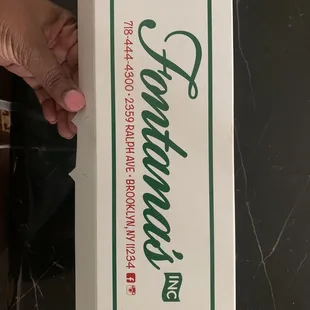 Fontana's INC
718-444-4300 · 2359 RALPH AVE · BROOKLYN, NY 11234